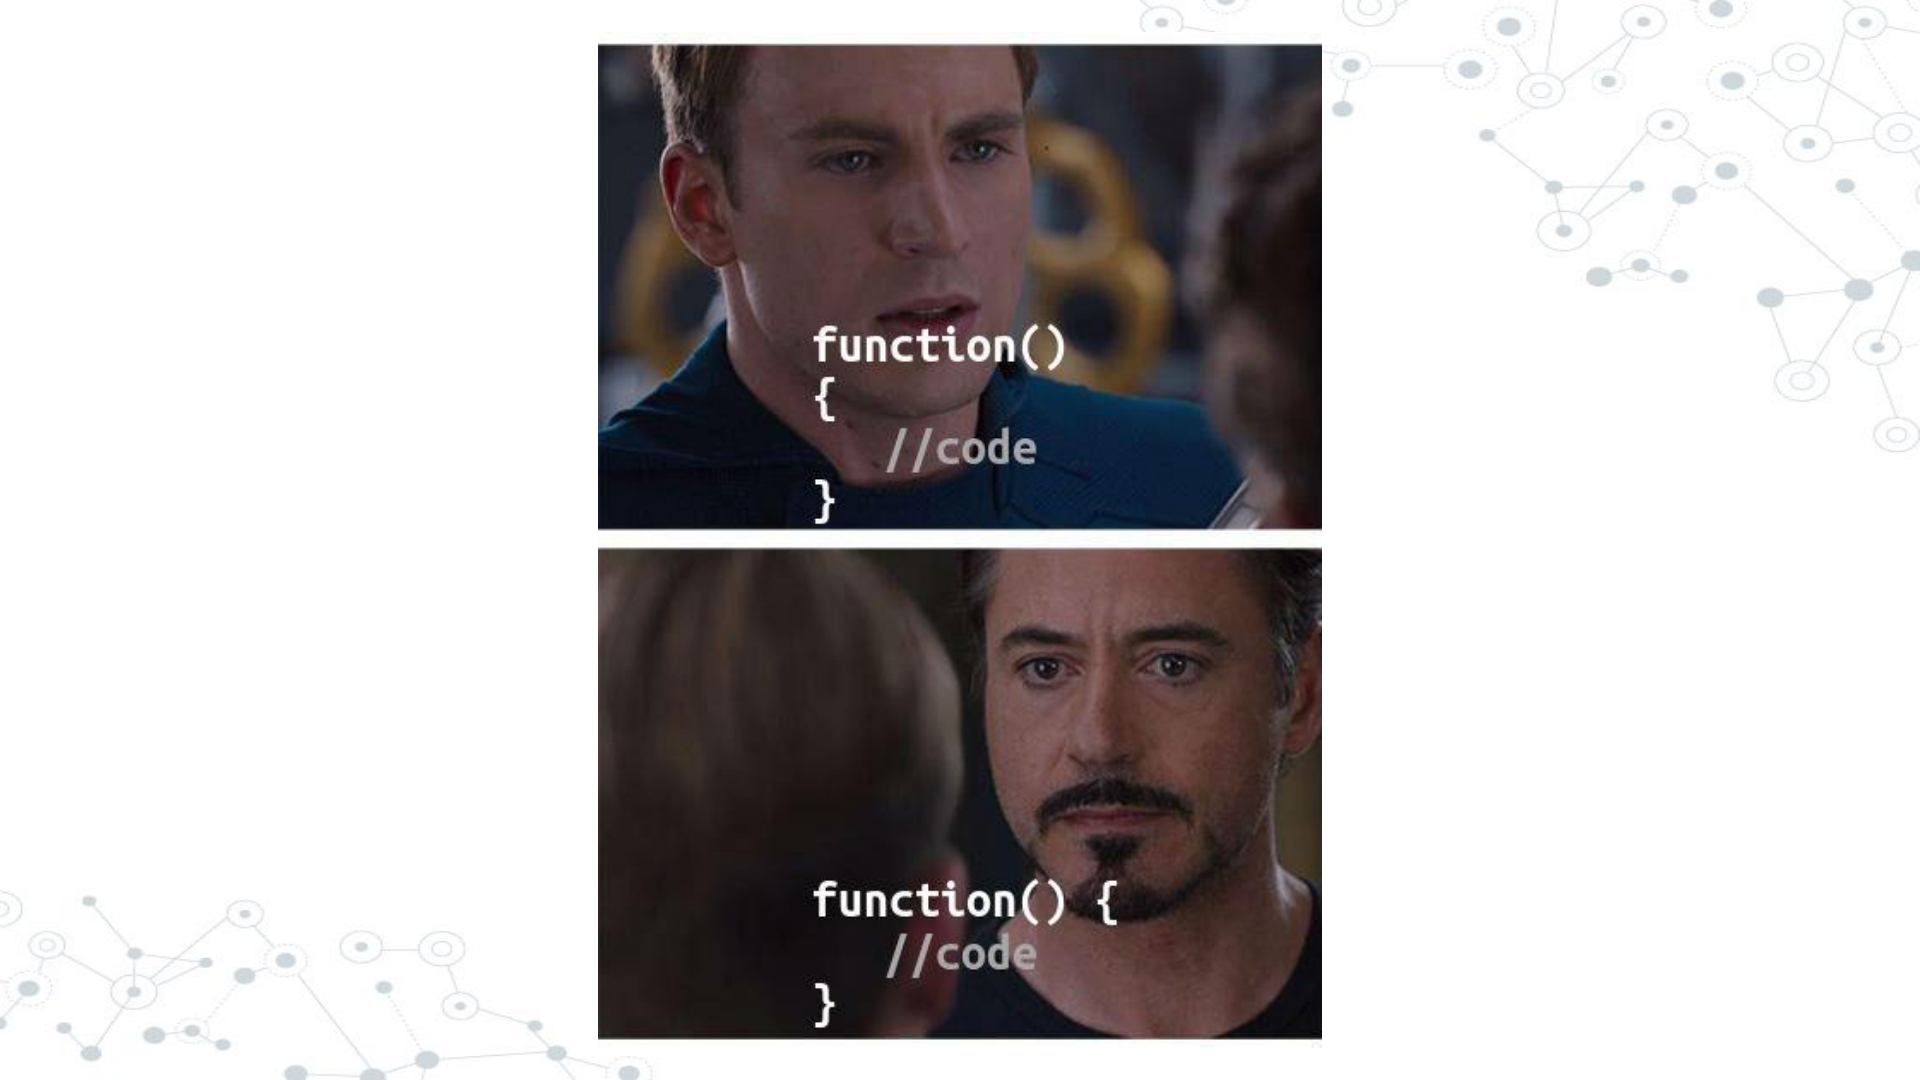 function()
{
//code
}
function() {
//code
}